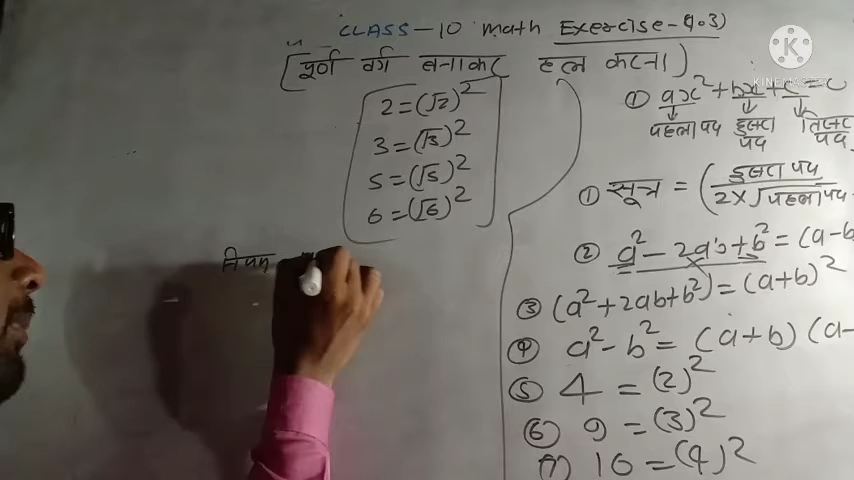 CLASS-10 math Exercise-4.3)
[पूर्ण वर्ग बनाकर हल करना)
2=(√2)²
3=(√3)²
5=(√5)²
6=(√6)²
नियम
① ax²+bx+c=0
पहला पद दुसरा पद तिसरा पद
① सूत्र = (दुसरा पद / 2×√पहला पद
② a²-2ab+b²=(a-b
③ (a²+2ab+b²)=(a+b)²
④ a²-b²=(a+b)(a-
⑤ 4=(2)²
⑥ 9=(3)²
⑦ 16=(4)²
K
KINEMASTER